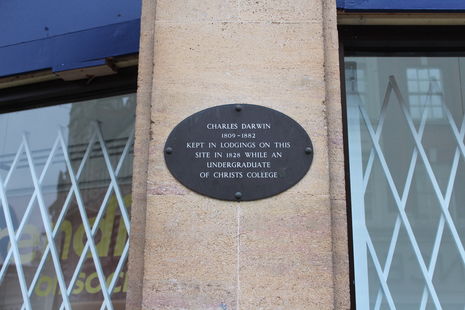 CHARLES DARWIN
1809-1882
KEPT IN LODGINGS ON THIS
SITE IN 1828 WHILE AN
UNDERGRADUATE
OF CHRISTS COLLEGE